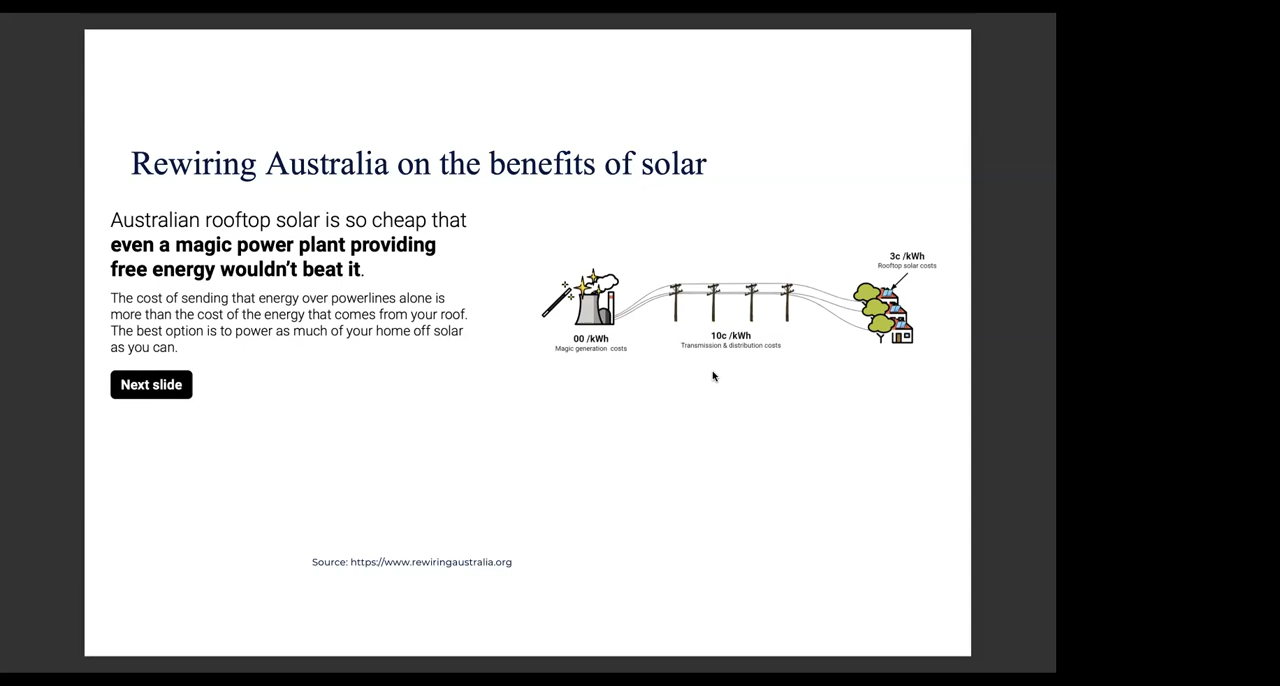 Rewiring Australia on the benefits of solar
Australian rooftop solar is so cheap that
even a magic power plant providing
free energy wouldn’t beat it.
The cost of sending that energy over powerlines alone is
more than the cost of the energy that comes from your roof.
The best option is to power as much of your home off solar
as you can.
Next slide
00 /kWh
Magic generation costs
10c /kWh
Transmission & distribution costs
3c /kWh
Rooftop solar costs
Source: https://www.rewiringaustralia.org